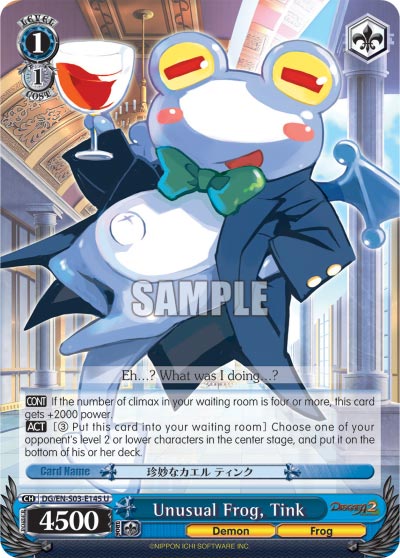 LEVEL
1
1
COST
SAMPLE
Eh...? What was I doing...?
CONT If the number of climax in your waiting room is four or more, this card
gets +2000 power.
ACT [③ Put this card into your waiting room] Choose one of your
opponent's level 2 or lower characters in the center stage, and put it on the
bottom of his or her deck.
Card Name 珍妙なカエル ティンク
CH DG/EN-S03-E145 U
4500
Unusual Frog, Tink
DISGAEA 2
Demon Frog
©NIPPON ICHI SOFTWARE INC.